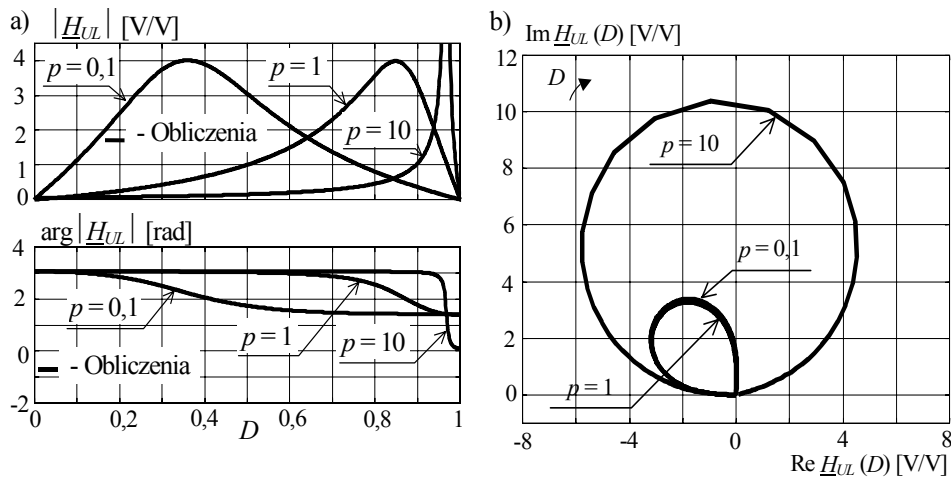 a) |H_UL| [V/V]
4
3
2
1
0
p = 0,1
p = 1
p = 10
- Obliczenia
arg|H_UL| [rad]
4
2
0
-2
p = 0,1
p = 1
p = 10
- Obliczenia
0 0,2 0,4 0,6 0,8 1
D
b) Im H_UL (D) [V/V]
12
10
8
6
4
2
0
D
p = 10
p = 0,1
p = 1
-8 -4 0 4 8
Re H_UL (D) [V/V]